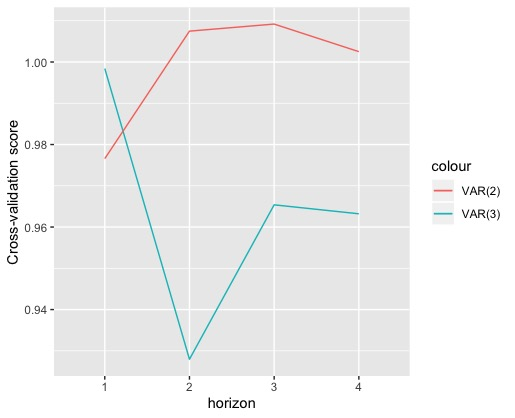 Cross-validation score
1.00
0.98
0.96
0.94
1 2 3 4
horizon
colour
VAR(2)
VAR(3)